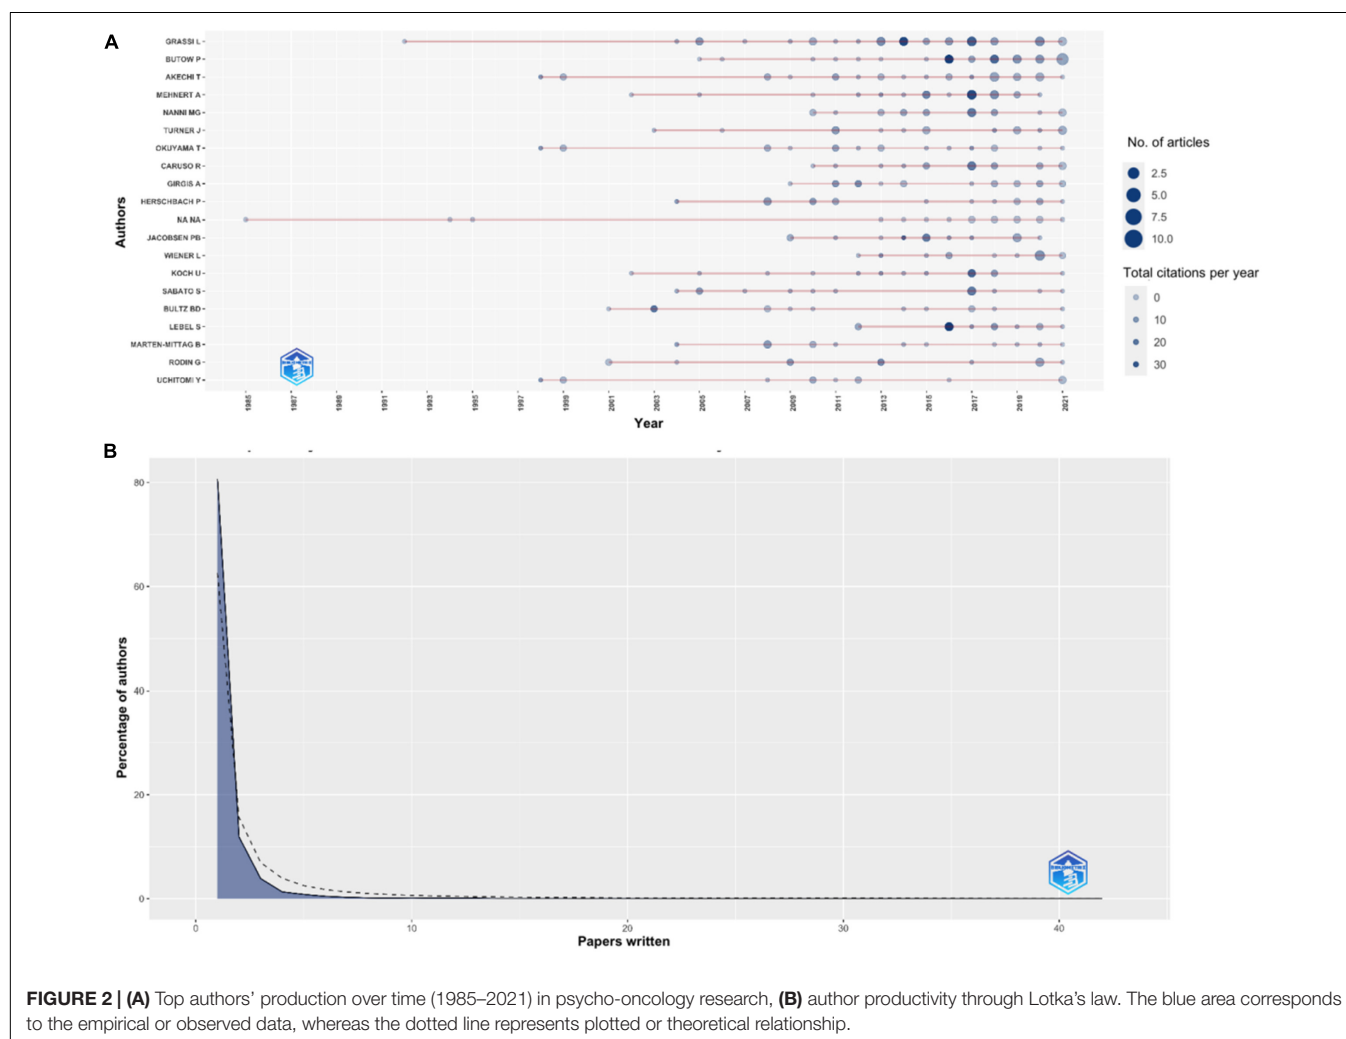 A
GRASSI L
BUTOW P
AKECHI T
MEHNERT A
NANNI MG
TURNER J
OKUYAMA T
CARUSO R
GIRGIS A
HERSCHBACH P
NA NA
JACOBSEN PB
WIENER L
KOCH U
SABATO S
BULTZ BD
LEBEL S
MARTEN-MITTAG B
RODIN G
UCHITOMI Y
Authors
1985 1987 1989 1991 1993 1995 1997 1999 2001 2003 2005 2007 2009 2011 2013 2015 2017 2019 2021
Year
No. of articles
2.5
5.0
7.5
10.0
Total citations per year
0
10
20
30
B
80
60
40
20
0
Percentage of authors
0 10 20 30 40
Papers written
FIGURE 2 | (A) Top authors’ production over time (1985–2021) in psycho-oncology research, (B) author productivity through Lotka’s law. The blue area corresponds
to the empirical or observed data, whereas the dotted line represents plotted or theoretical relationship.